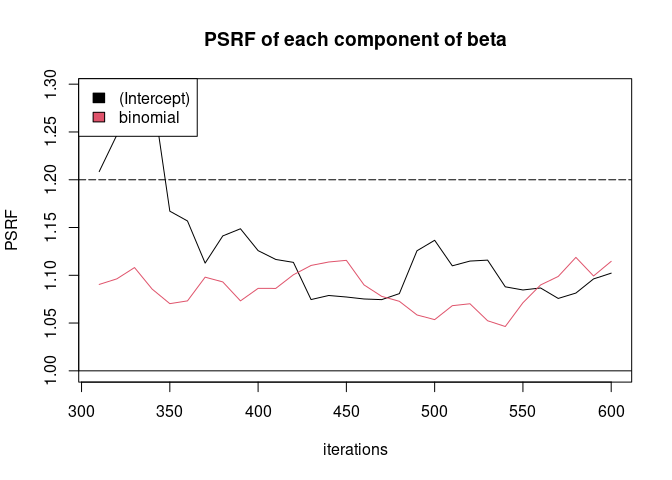 PSRF of each component of beta
(Intercept)
binomial
PSRF
1.30
1.25
1.20
1.15
1.10
1.05
1.00
300 350 400 450 500 550 600
iterations